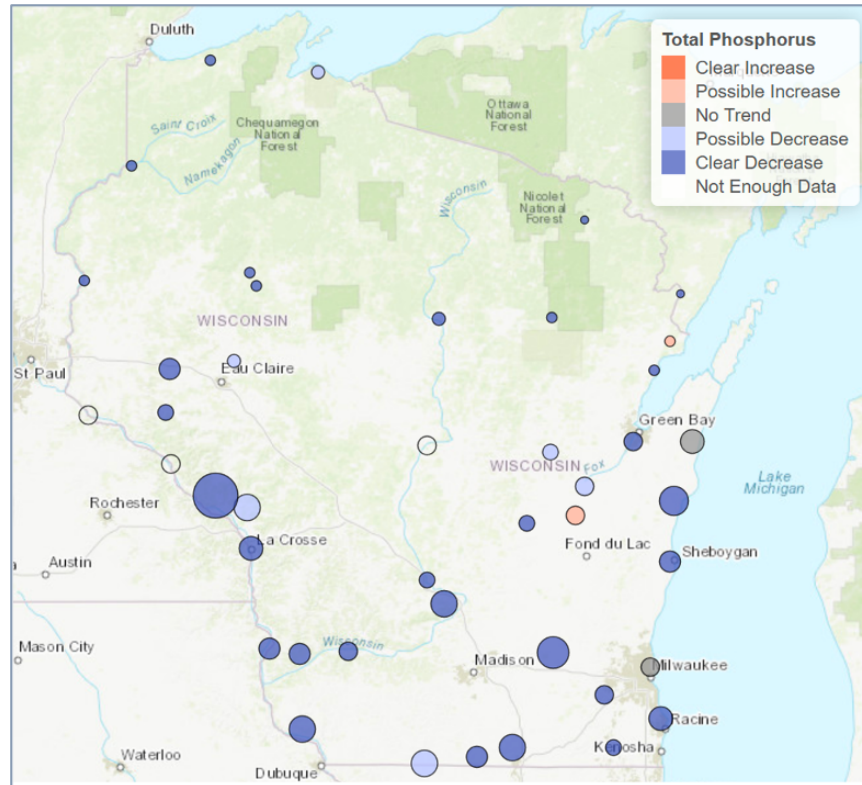 Duluth
Total Phosphorus
Clear Increase
Possible Increase
No Trend
Possible Decrease
Clear Decrease
Not Enough Data
Saint Croix
Chequamegon
National
Forest
Namekagon
Ottawa
National
Forest
Wisconsin
Nicolet
National
Forest
WISCONSIN
St Paul
Eau Claire
Green Bay
WISCONSIN
Fox
Lake
Michigan
Rochester
La Crosse
Fond du Lac
Sheboygan
Austin
Mason City
Wisconsin
Madison
Milwaukee
Racine
Kenosha
Waterloo
Dubuque